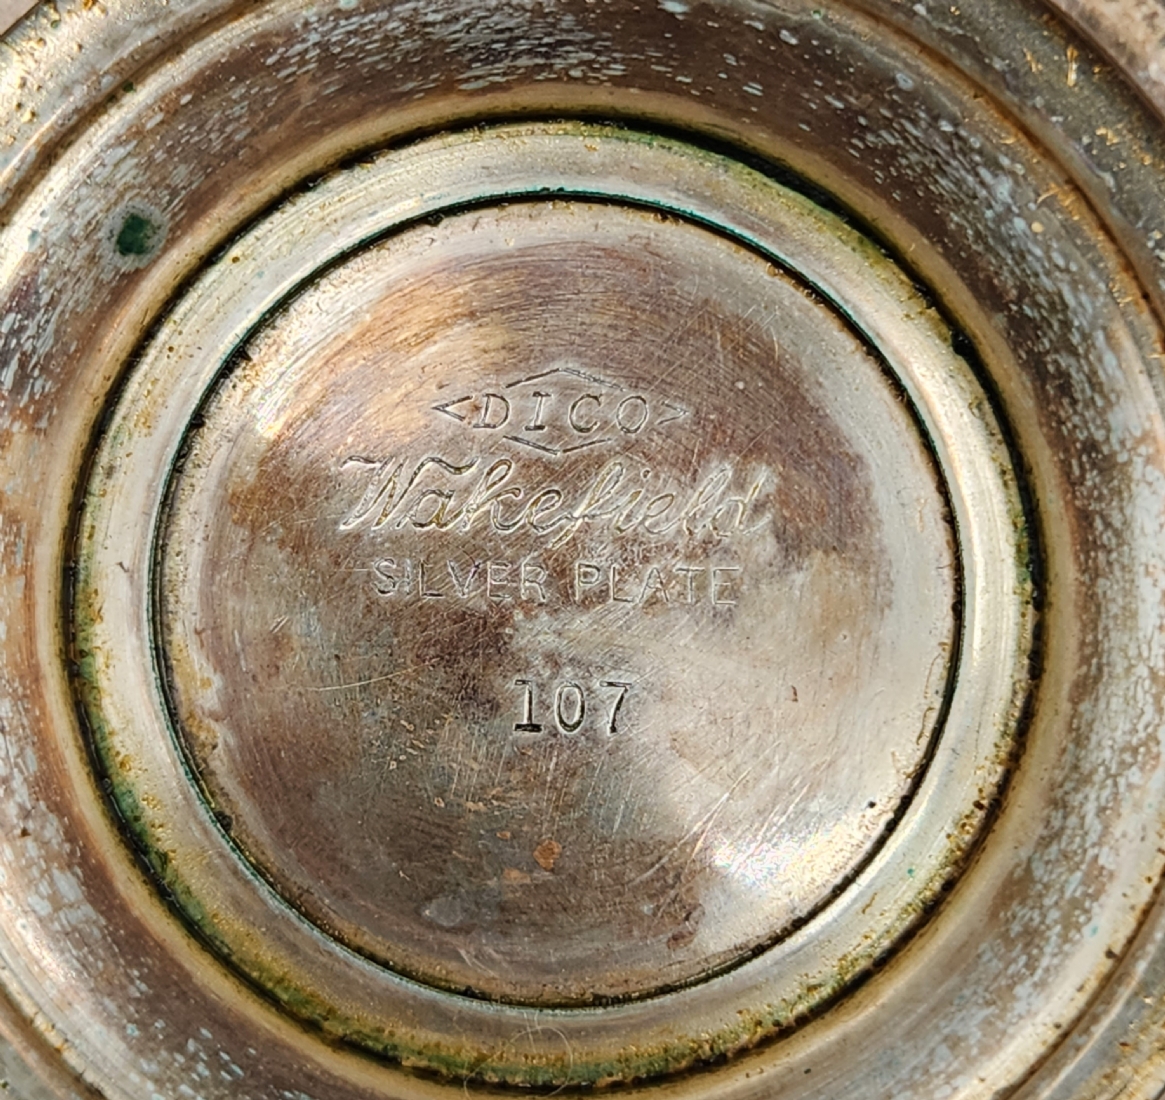 DICO
Wakefield
SILVER PLATE
107